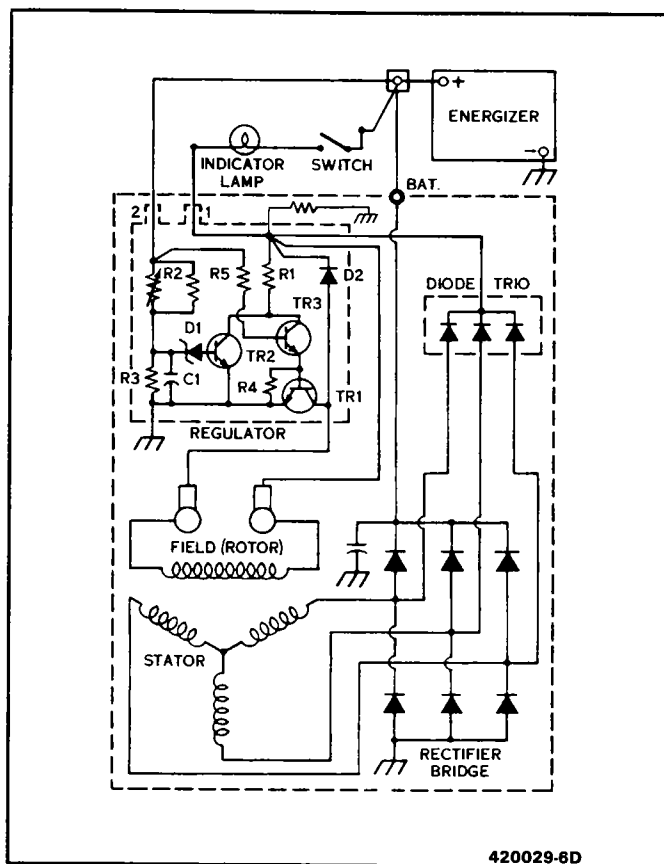 +
ENERGIZER
−
INDICATOR
LAMP
SWITCH
BAT.
2
1
R2
R5
R1
D2
TR3
DIODE TRIO
D1
TR2
R3
C1
R4
TR1
REGULATOR
FIELD (ROTOR)
STATOR
RECTIFIER
BRIDGE
420029-6D